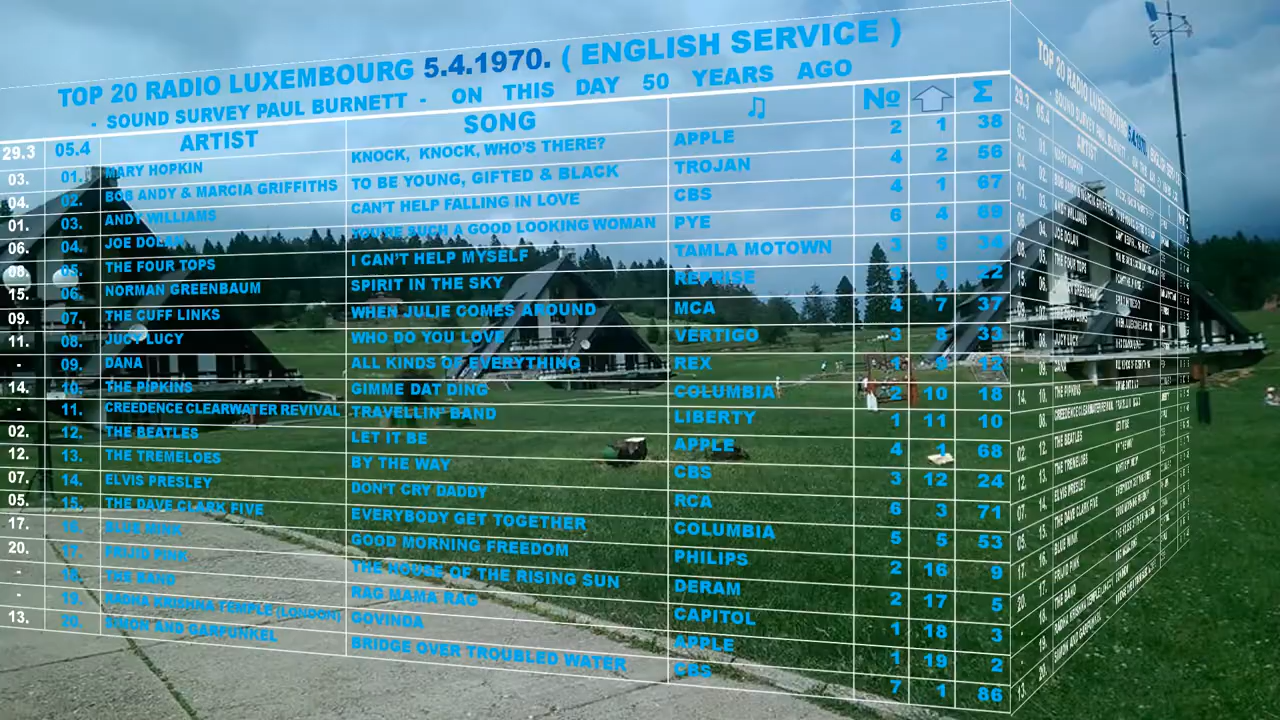 TOP 20 RADIO LUXEMBOURG 5.4.1970. ( ENGLISH SERVICE )
- SOUND SURVEY PAUL BURNETT - ON THIS DAY 50 YEARS AGO
29.3 05.4 ARTIST SONG ♫ № ⇧ Σ
03. 01. MARY HOPKIN KNOCK, KNOCK, WHO'S THERE? APPLE 2 1 38
04. 02. BOB ANDY & MARCIA GRIFFITHS TO BE YOUNG, GIFTED & BLACK TROJAN 4 2 56
01. 03. ANDY WILLIAMS CAN'T HELP FALLING IN LOVE CBS 4 1 67
06. 04. JOE DOLAN YOU'RE SUCH A GOOD LOOKING WOMAN PYE 6 4 69
08. 05. THE FOUR TOPS I CAN'T HELP MYSELF TAMLA MOTOWN 3 5 34
15. 06. NORMAN GREENBAUM SPIRIT IN THE SKY REPRISE 6 22
09. 07. THE CUFF LINKS WHEN JULIE COMES AROUND MCA 4 7 37
11. 08. JUCY LUCY WHO DO YOU LOVE VERTIGO 3 8 33
- 09. DANA ALL KINDS OF EVERYTHING REX 9 12
14. 10. THE PIPKINS GIMME DAT DING COLUMBIA 2 10 18
- 11. CREEDENCE CLEARWATER REVIVAL TRAVELLIN' BAND LIBERTY 1 11 10
02. 12. THE BEATLES LET IT BE APPLE 4 1 68
12. 13. THE TREMELOES BY THE WAY CBS 3 12 24
07. 14. ELVIS PRESLEY DON'T CRY DADDY RCA 6 3 71
05. 15. THE DAVE CLARK FIVE EVERYBODY GET TOGETHER COLUMBIA 5 5 53
17. 16. BLUE MINK GOOD MORNING FREEDOM PHILIPS 2 16 9
20. 17. FRIJID PINK THE HOUSE OF THE RISING SUN DERAM 2 17 5
- 18. THE BAND RAG MAMA RAG CAPITOL 1 18 3
- 19. RADHA KRISHNA TEMPLE (LONDON) GOVINDA APPLE 1 19 2
13. 20. SIMON AND GARFUNKEL BRIDGE OVER TROUBLED WATER CBS 7 1 86